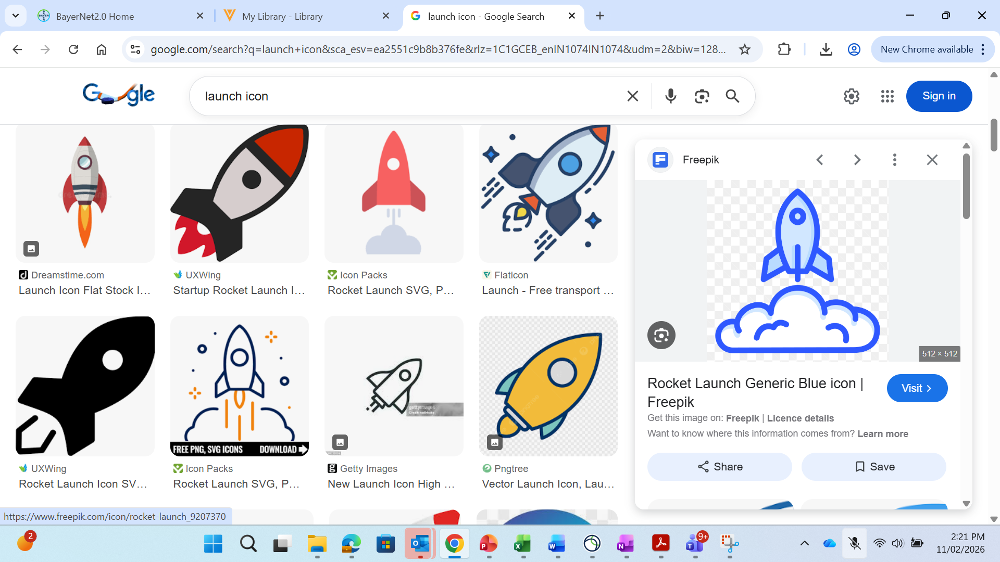 BayerNet2.0 Home
My Library - Library
launch icon - Google Search
google.com/search?q=launch+icon&sca_esv=ea2551c9b8b376fe&rlz=1C1GCEB_enIN1074IN1074&udm=2&biw=128...
New Chrome available
Google
launch icon
Sign in
Dreamstime.com
Launch Icon Flat Stock I...
UXWing
Startup Rocket Launch I...
Icon Packs
Rocket Launch SVG, P...
Flaticon
Launch - Free transport ...
Freepik
512 × 512
Rocket Launch Generic Blue icon |
Freepik
Visit
Get this image on: Freepik | Licence details
Want to know where this information comes from? Learn more
Share
Save
FREE PNG, SVG ICONS DOWNLOAD
gettyimages
UXWing
Rocket Launch Icon SV...
Icon Packs
Rocket Launch SVG, P...
Getty Images
New Launch Icon High ...
Pngtree
Vector Launch Icon, Lau...
https://www.freepik.com/icon/rocket-launch_9207370
2
9+
2:21 PM
11/02/2026